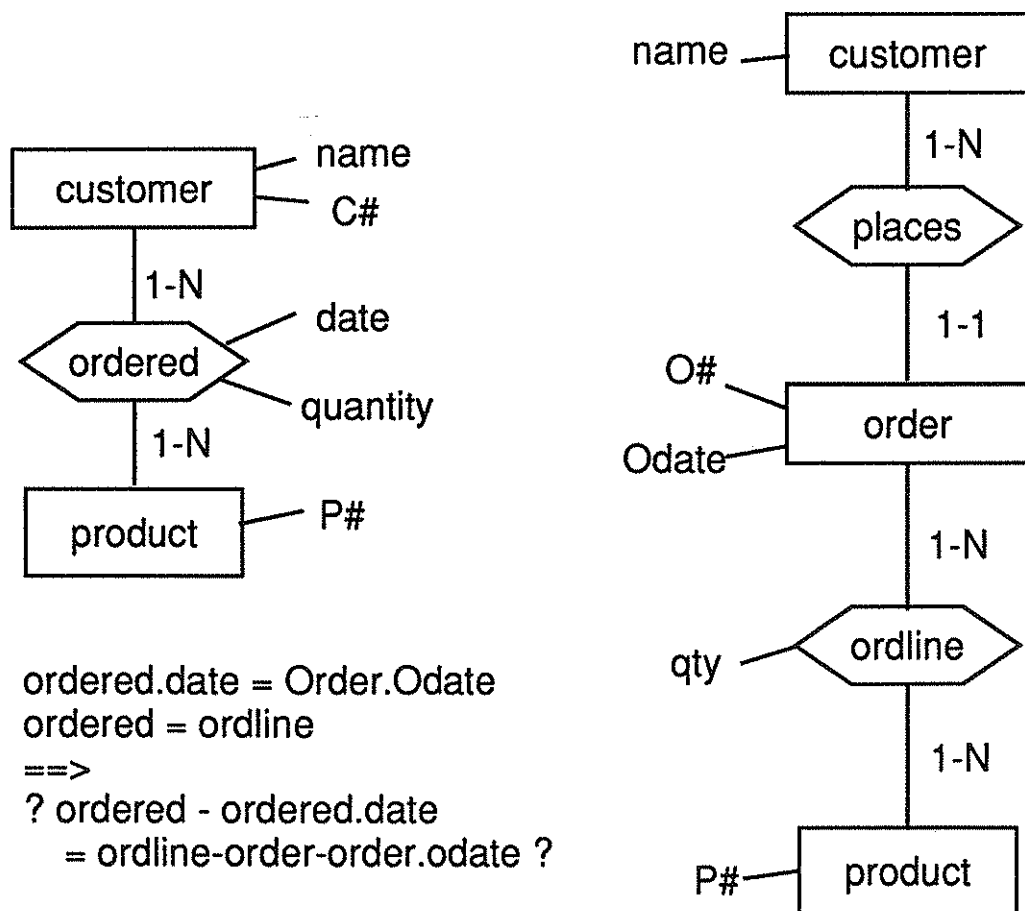 name
C#
customer
1-N
date
ordered
quantity
1-N
product
P#
ordered.date = Order.Odate
ordered = ordline
==>
? ordered - ordered.date
= ordline-order-order.odate ?
name
customer
1-N
places
1-1
O#
order
Odate
1-N
ordline
qty
1-N
product
P#